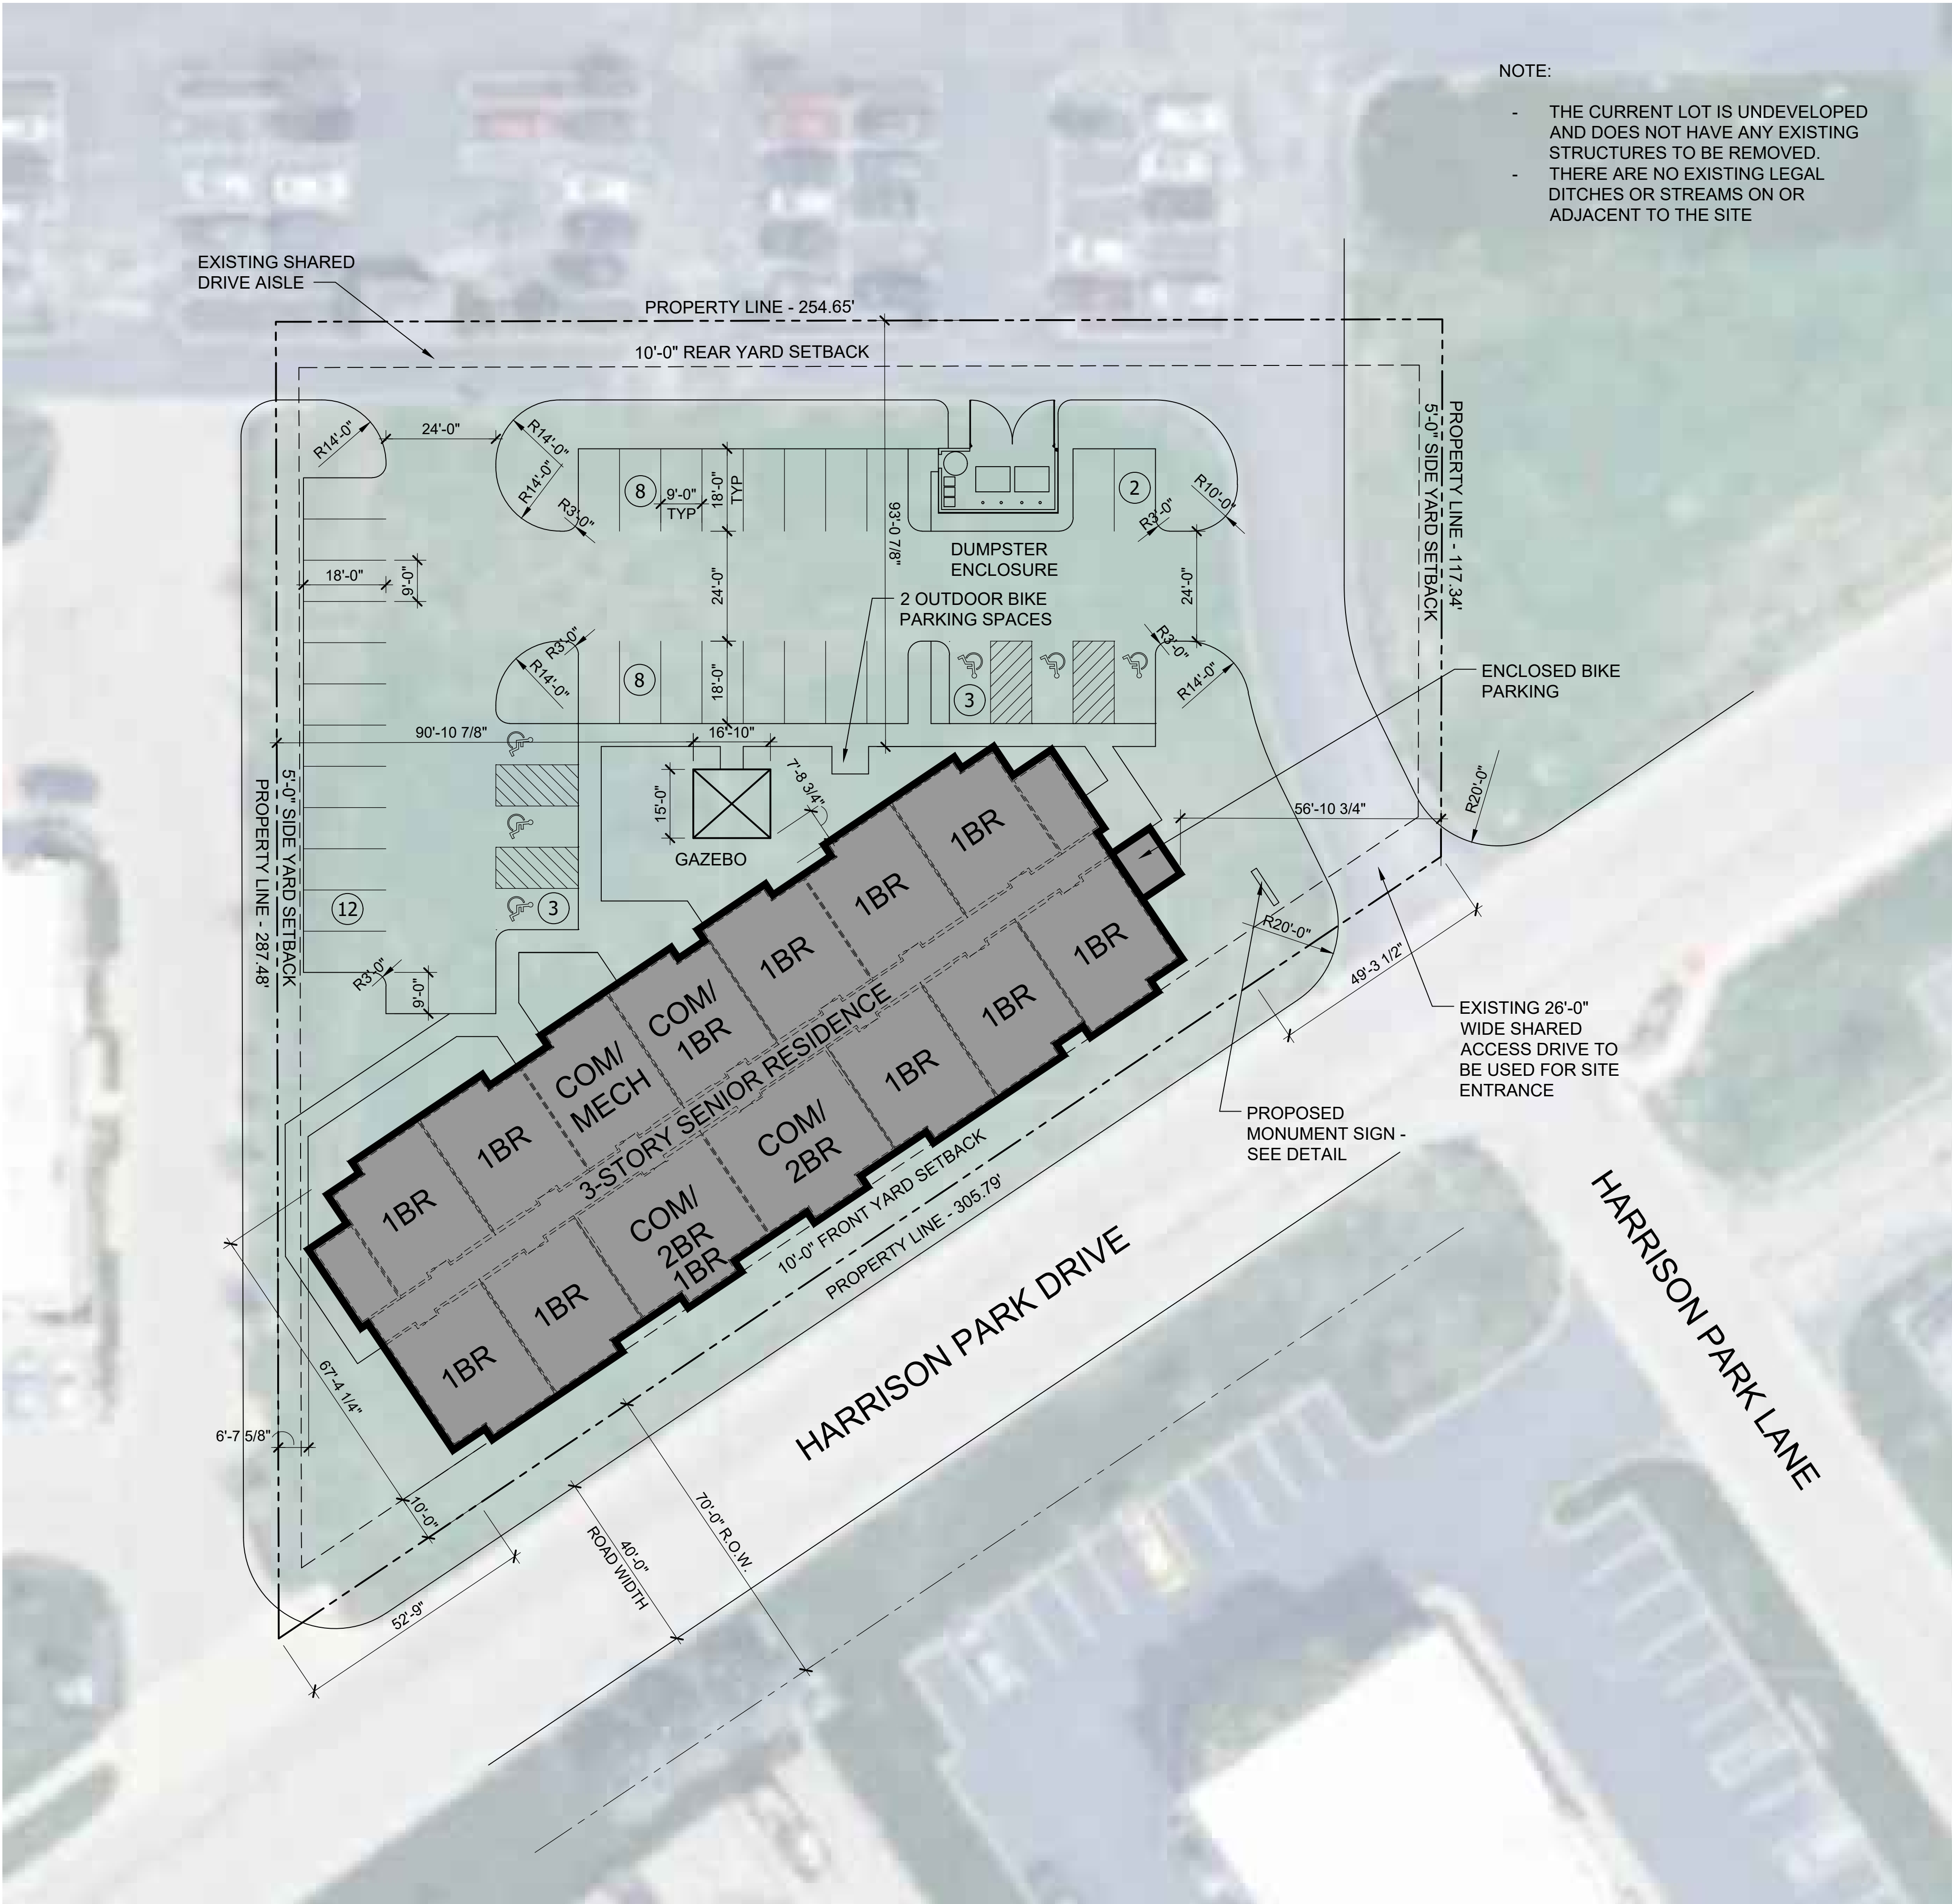 NOTE:
- THE CURRENT LOT IS UNDEVELOPED
AND DOES NOT HAVE ANY EXISTING
STRUCTURES TO BE REMOVED.
- THERE ARE NO EXISTING LEGAL
DITCHES OR STREAMS ON OR
ADJACENT TO THE SITE
EXISTING SHARED
DRIVE AISLE
PROPERTY LINE - 254.65'
10'-0" REAR YARD SETBACK
PROPERTY LINE - 117.34'
5'-0" SIDE YARD SETBACK
R14'-0"
24'-0"
R14'-0"
R14'-0"
R3'-0"
8
9'-0"
TYP
18'-0"
TYP
93'-0 7/8"
2
R10'-0"
R3'-0"
DUMPSTER
ENCLOSURE
18'-0"
9'-0"
24'-0"
24'-0"
2 OUTDOOR BIKE
PARKING SPACES
R3'-0"
R14'-0"
8
18'-0"
3
R3'-0"
R14'-0"
ENCLOSED BIKE
PARKING
90'-10 7/8"
16'-10"
7'-8 3/4"
15'-0"
GAZEBO
56'-10 3/4"
R20'-0"
5'-0" SIDE YARD SETBACK
PROPERTY LINE - 287.48'
12
3
R3'-0"
9'-0"
R20'-0"
49'-3 1/2"
1BR
1BR
1BR
COM/
1BR
COM/
MECH
1BR
1BR
3-STORY SENIOR RESIDENCE
1BR
1BR
1BR
COM/
2BR
COM/
2BR
1BR
1BR
1BR
EXISTING 26'-0"
WIDE SHARED
ACCESS DRIVE TO
BE USED FOR SITE
ENTRANCE
PROPOSED
MONUMENT SIGN -
SEE DETAIL
10'-0" FRONT YARD SETBACK
PROPERTY LINE - 305.79'
HARRISON PARK DRIVE
HARRISON PARK LANE
67'-4 1/4"
6'-7 5/8"
10'-0"
52'-9"
40'-0"
ROAD WIDTH
70'-0" R.O.W.